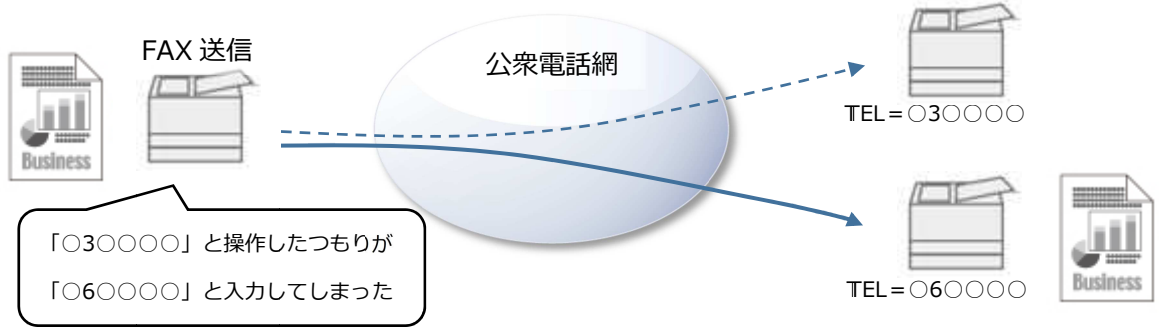 FAX 送信
公衆電話網
TEL=○3○○○○
Business
「○3○○○○」と操作したつもりが
「○6○○○○」と入力してしまった
TEL=○6○○○○
Business